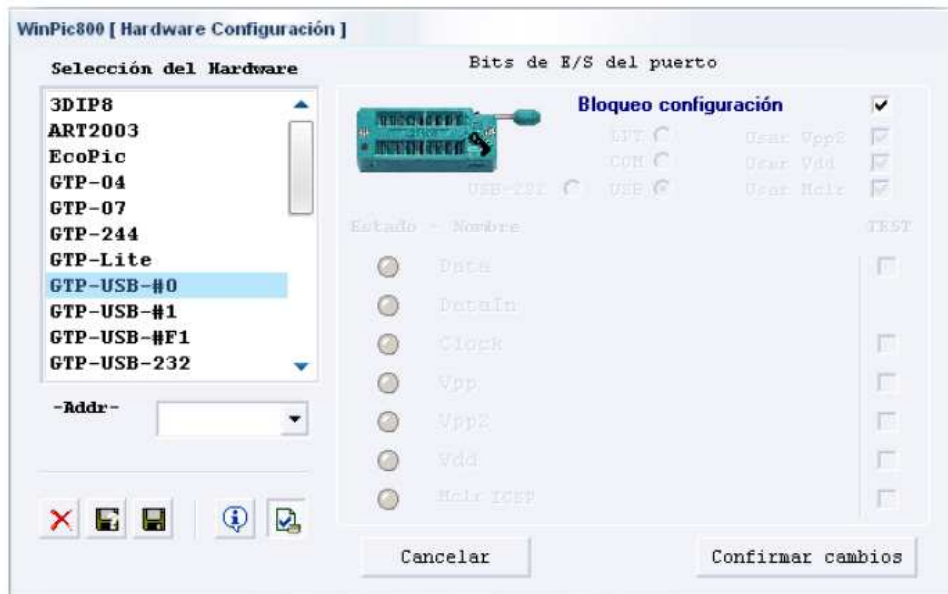 WinPic800 [ Hardware Configuración ]
Selección del Hardware
3DIP8
ART2003
EcoPic
GTP-04
GTP-07
GTP-244
GTP-Lite
GTP-USB-#0
GTP-USB-#1
GTP-USB-#F1
GTP-USB-232
-Addr-
Bits de E/S del puerto
Bloqueo configuración
LPT Usar Vpp2
COM Usar Vdd
USB-232 USB Usar Mclr
Estado - Nombre TEST
Data
DataIn
Clock
Vpp
Vpp2
Vdd
Mclr ICSP
Cancelar Confirmar cambios